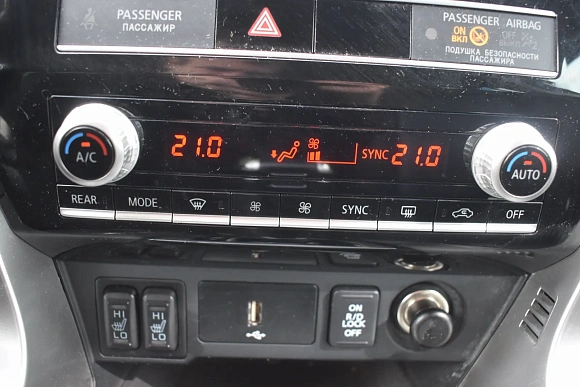 PASSENGER
ПАССАЖИР
PASSENGER AIRBAG
ON OFF
ВКЛ
ПОДУШКА БЕЗОПАСНОСТИ
ПАССАЖИРА
A/C
21.0 SYNC 21.0
AUTO
REAR MODE SYNC OFF
HI HI
LO LO
ON
R/D
LOCK
OFF